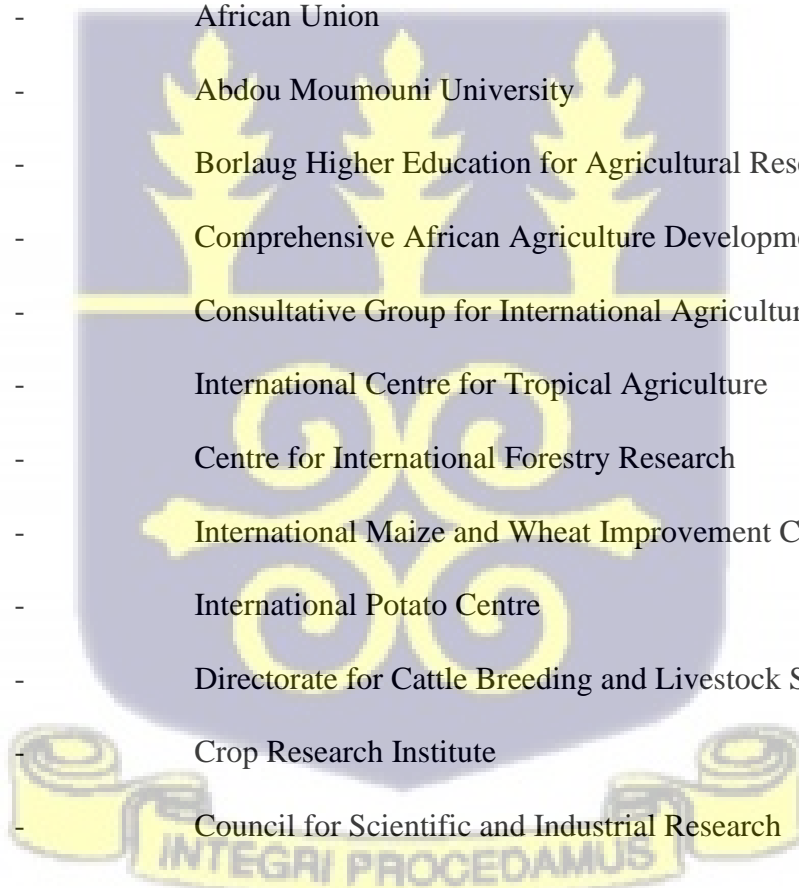 - African Union
- Abdou Moumouni University
- Borlaug Higher Education for Agricultural Rese
- Comprehensive African Agriculture Developme
- Consultative Group for International Agricultur
- International Centre for Tropical Agriculture
- Centre for International Forestry Research
- International Maize and Wheat Improvement C
- International Potato Centre
- Directorate for Cattle Breeding and Livestock S
- Crop Research Institute
- Council for Scientific and Industrial Research
INTEGRI PROCEDAMUS